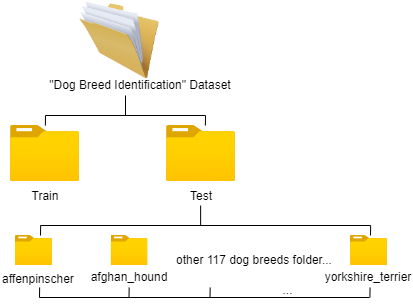 "Dog Breed Identification" Dataset
Train
Test
affenpinscher
afghan_hound
other 117 dog breeds folder...
yorkshire_terrier
...